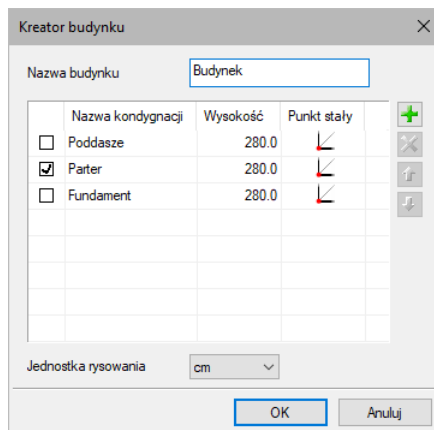 Kreator budynku
Nazwa budynku Budynek
Nazwa kondygnacji Wysokość Punkt stały
Poddasze 280.0
Parter 280.0
Fundament 280.0
Jednostka rysowania cm
OK Anuluj